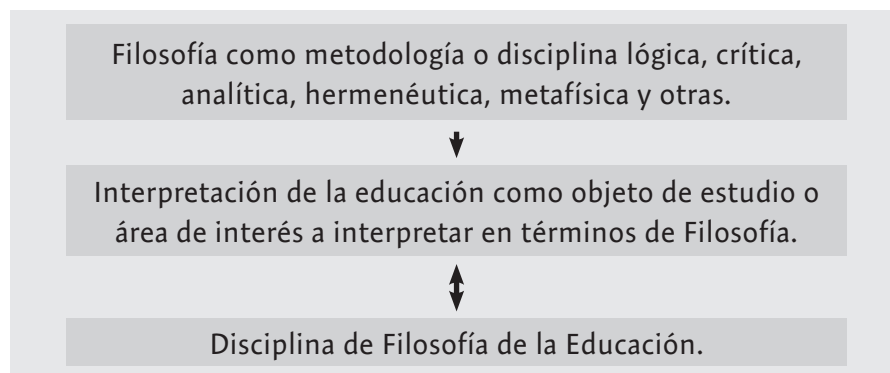 Filosofía como metodología o disciplina lógica, crítica,
analítica, hermenéutica, metafísica y otras.
Interpretación de la educación como objeto de estudio o
área de interés a interpretar en términos de Filosofía.
Disciplina de Filosofía de la Educación.